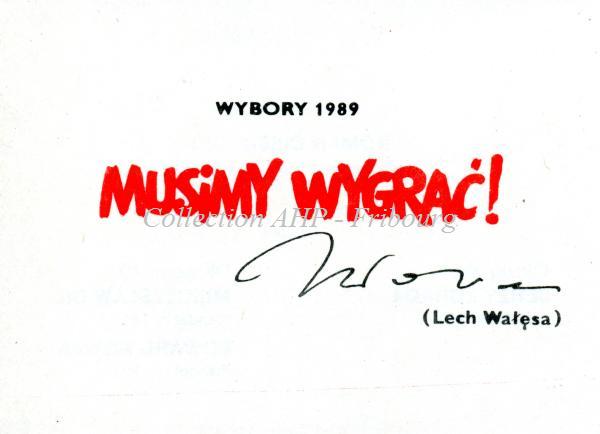 WYBORY 1989
MUSiMY WYGRAĆ!
Collection AHP - Fribourg
(Lech Wałęsa)